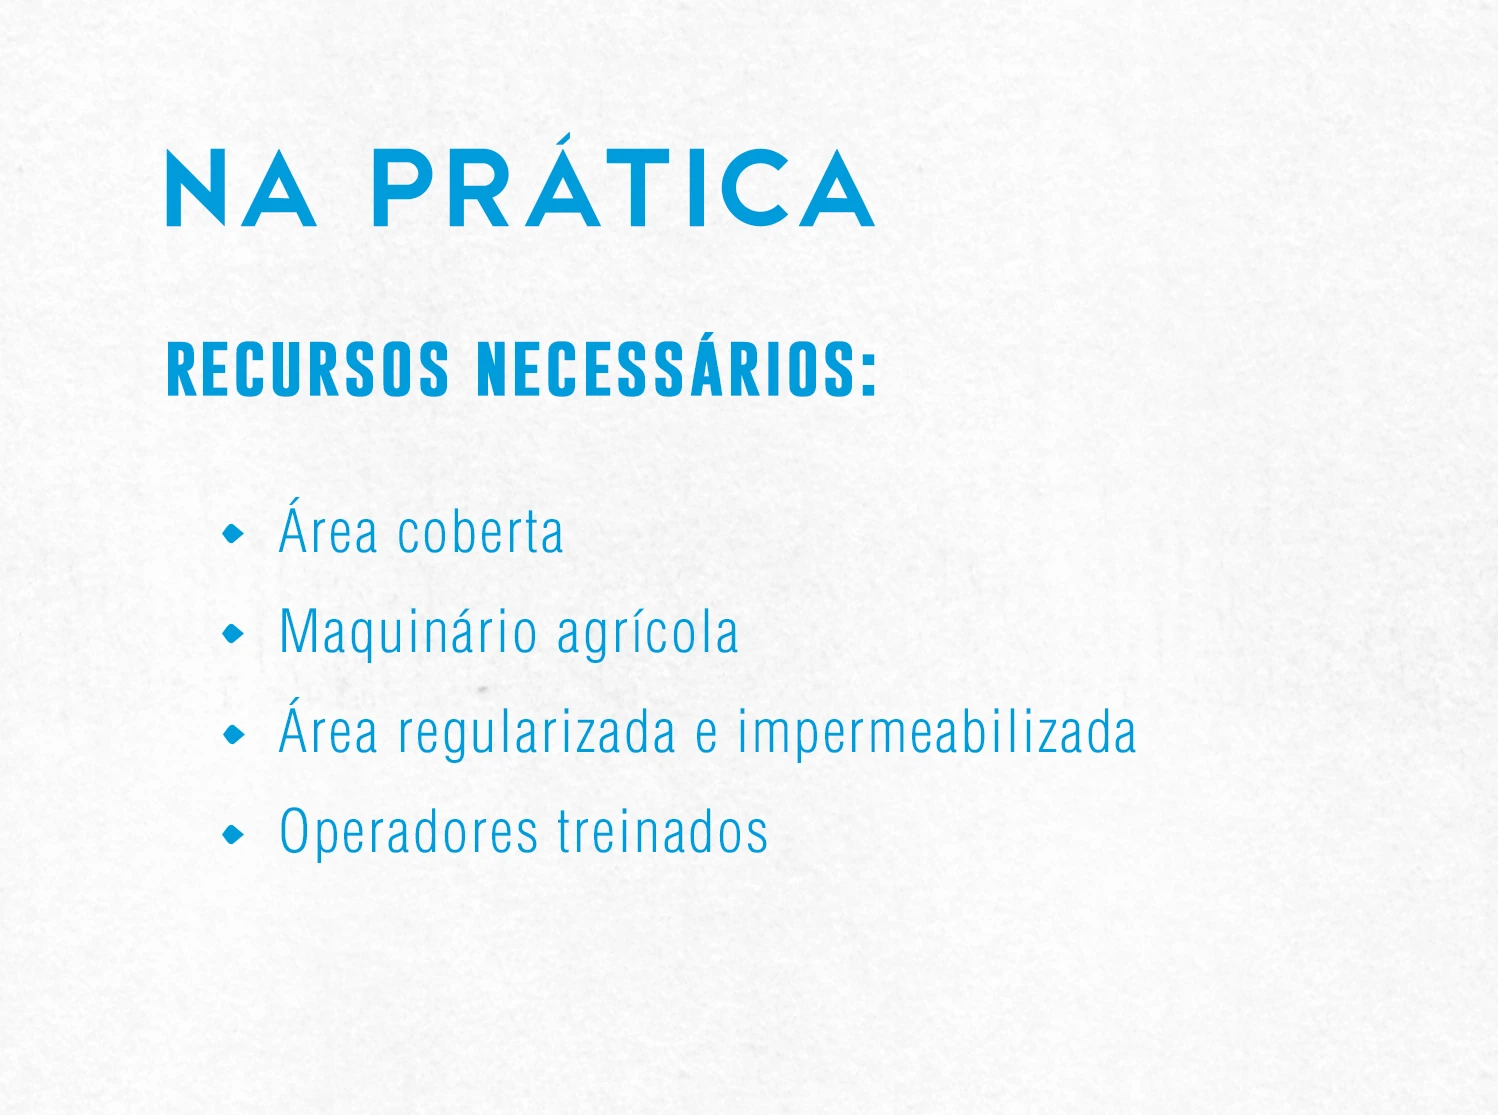 NA PRÁTICA
RECURSOS NECESSÁRIOS:
Área coberta
Maquinário agrícola
Área regularizada e impermeabilizada
Operadores treinados